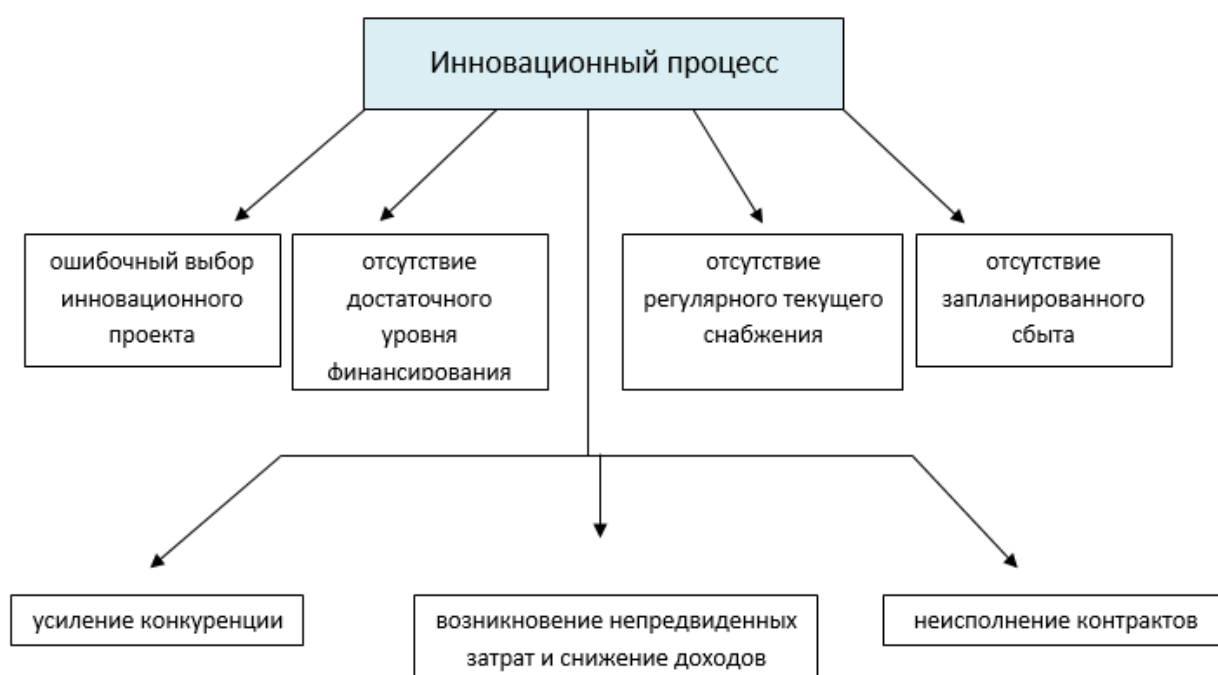 Инновационный процесс
ошибочный выбор
инновационного
проекта
отсутствие
достаточного
уровня
финансирования
отсутствие
регулярного текущего
снабжения
отсутствие
запланированного
сбыта
усиление конкуренции
возникновение непредвиденных
затрат и снижение доходов
неисполнение контрактов